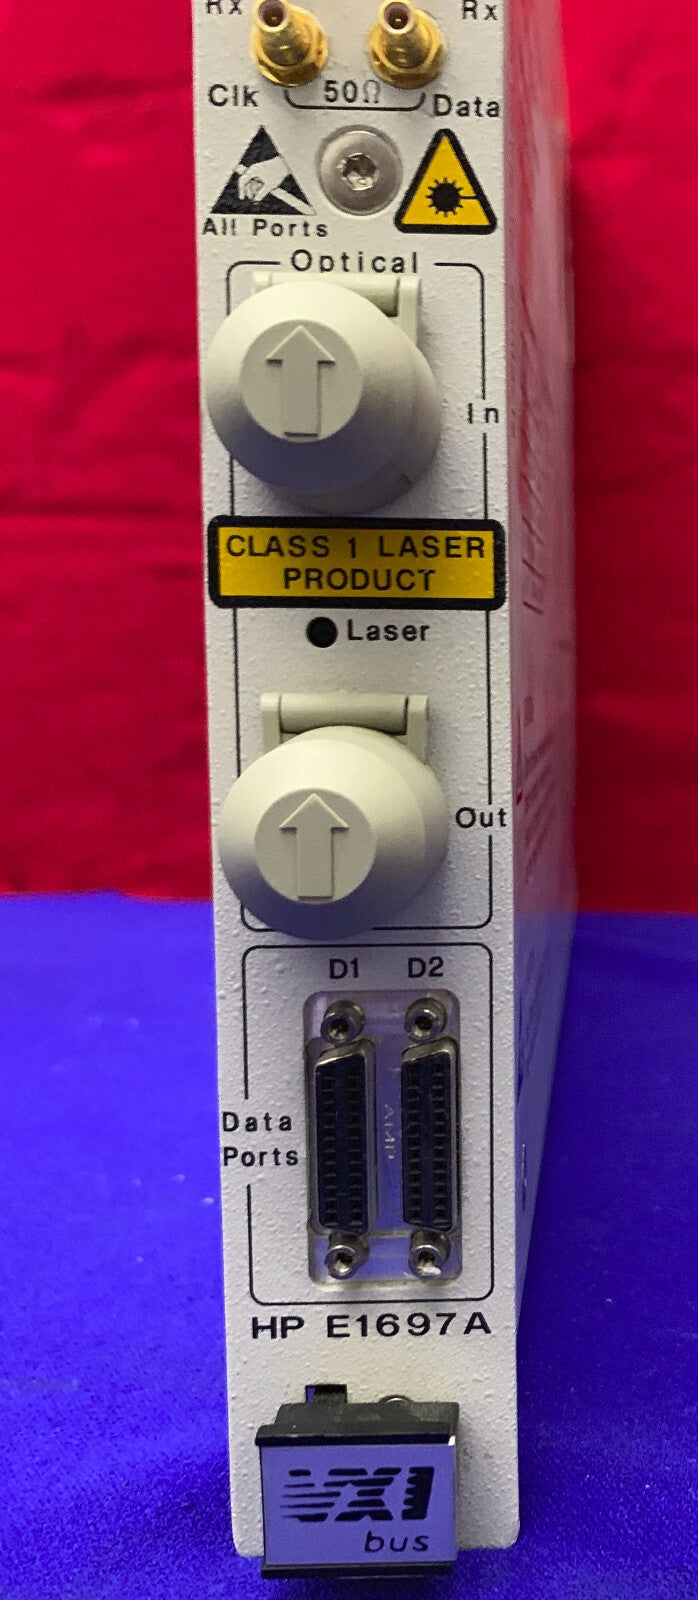 Rx Rx
Clk 50Ω Data
All Ports
Optical
In
CLASS 1 LASER
PRODUCT
Laser
Out
D1 D2
AMP
Data
Ports
HP E1697A
VXI
bus